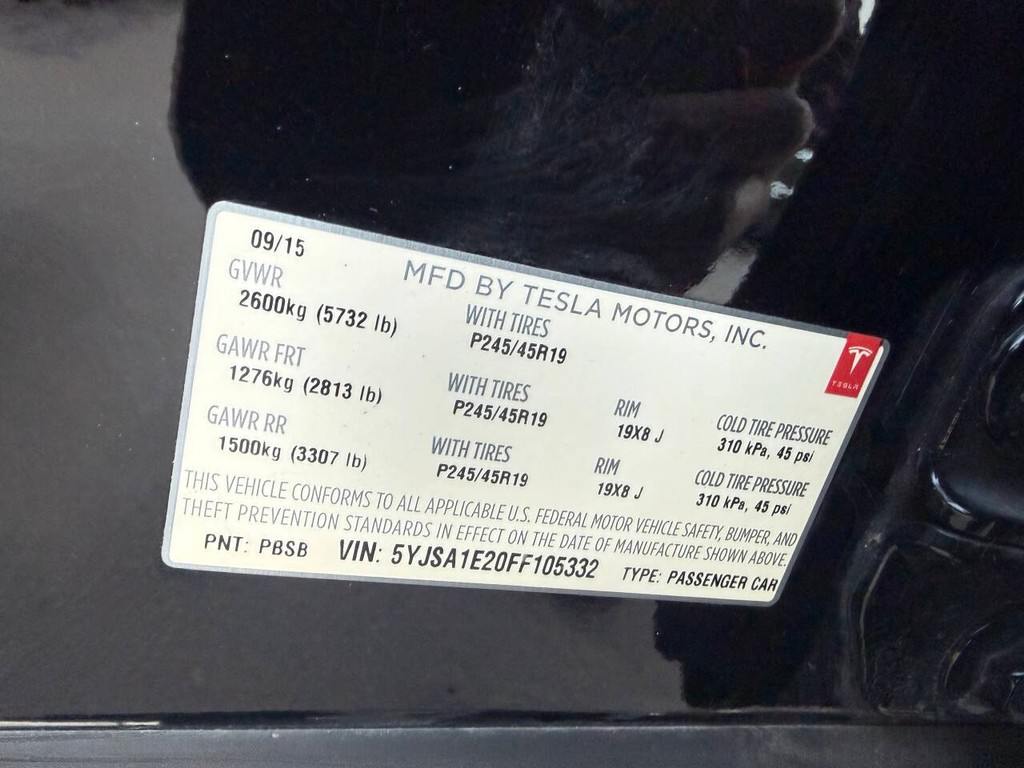 09/15
MFD BY TESLA MOTORS, INC.
GVWR WITH TIRES
2600kg (5732 lb) P245/45R19
TESLA
GAWR FRT WITH TIRES RIM COLD TIRE PRESSURE
1276kg (2813 lb) P245/45R19 19X8 J 310 kPa, 45 psi
GAWR RR WITH TIRES RIM COLD TIRE PRESSURE
1500kg (3307 lb) P245/45R19 19X8 J 310 kPa, 45 psi
THIS VEHICLE CONFORMS TO ALL APPLICABLE U.S. FEDERAL MOTOR VEHICLE SAFETY, BUMPER, AND
THEFT PREVENTION STANDARDS IN EFFECT ON THE DATE OF MANUFACTURE SHOWN ABOVE.
PNT: PBSB VIN: 5YJSA1E20FF105332 TYPE: PASSENGER CAR